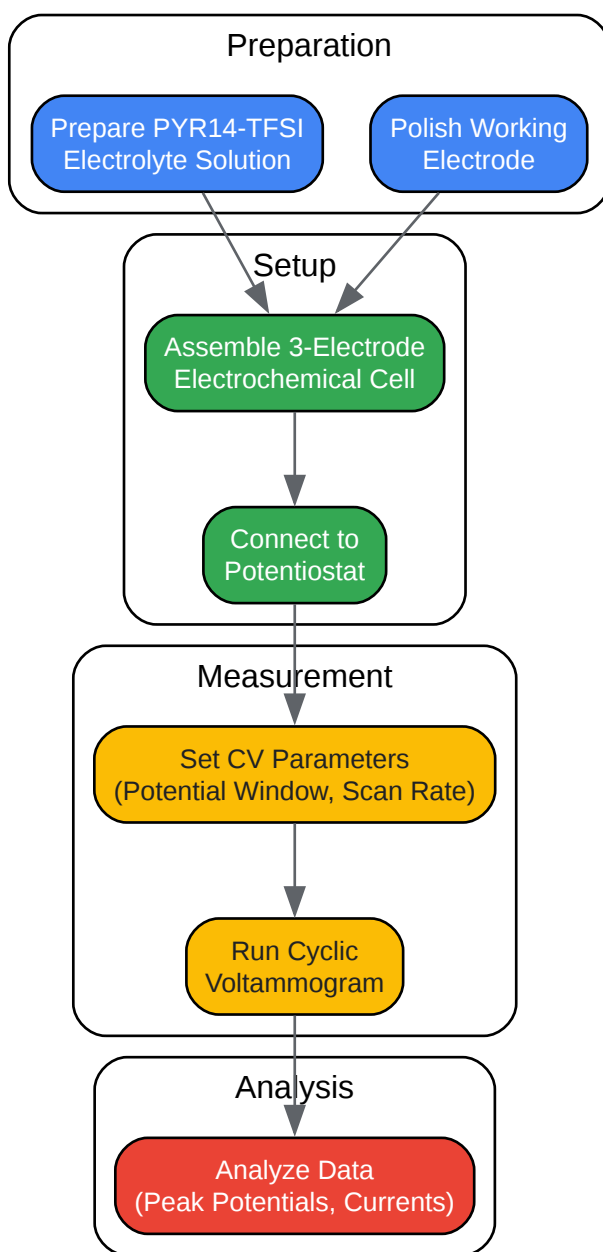 Preparation
Prepare PYR14-TFSI
Electrolyte Solution
Polish Working
Electrode
Setup
Assemble 3-Electrode
Electrochemical Cell
Connect to
Potentiostat
Measurement
Set CV Parameters
(Potential Window, Scan Rate)
Run Cyclic
Voltammogram
Analysis
Analyze Data
(Peak Potentials, Currents)